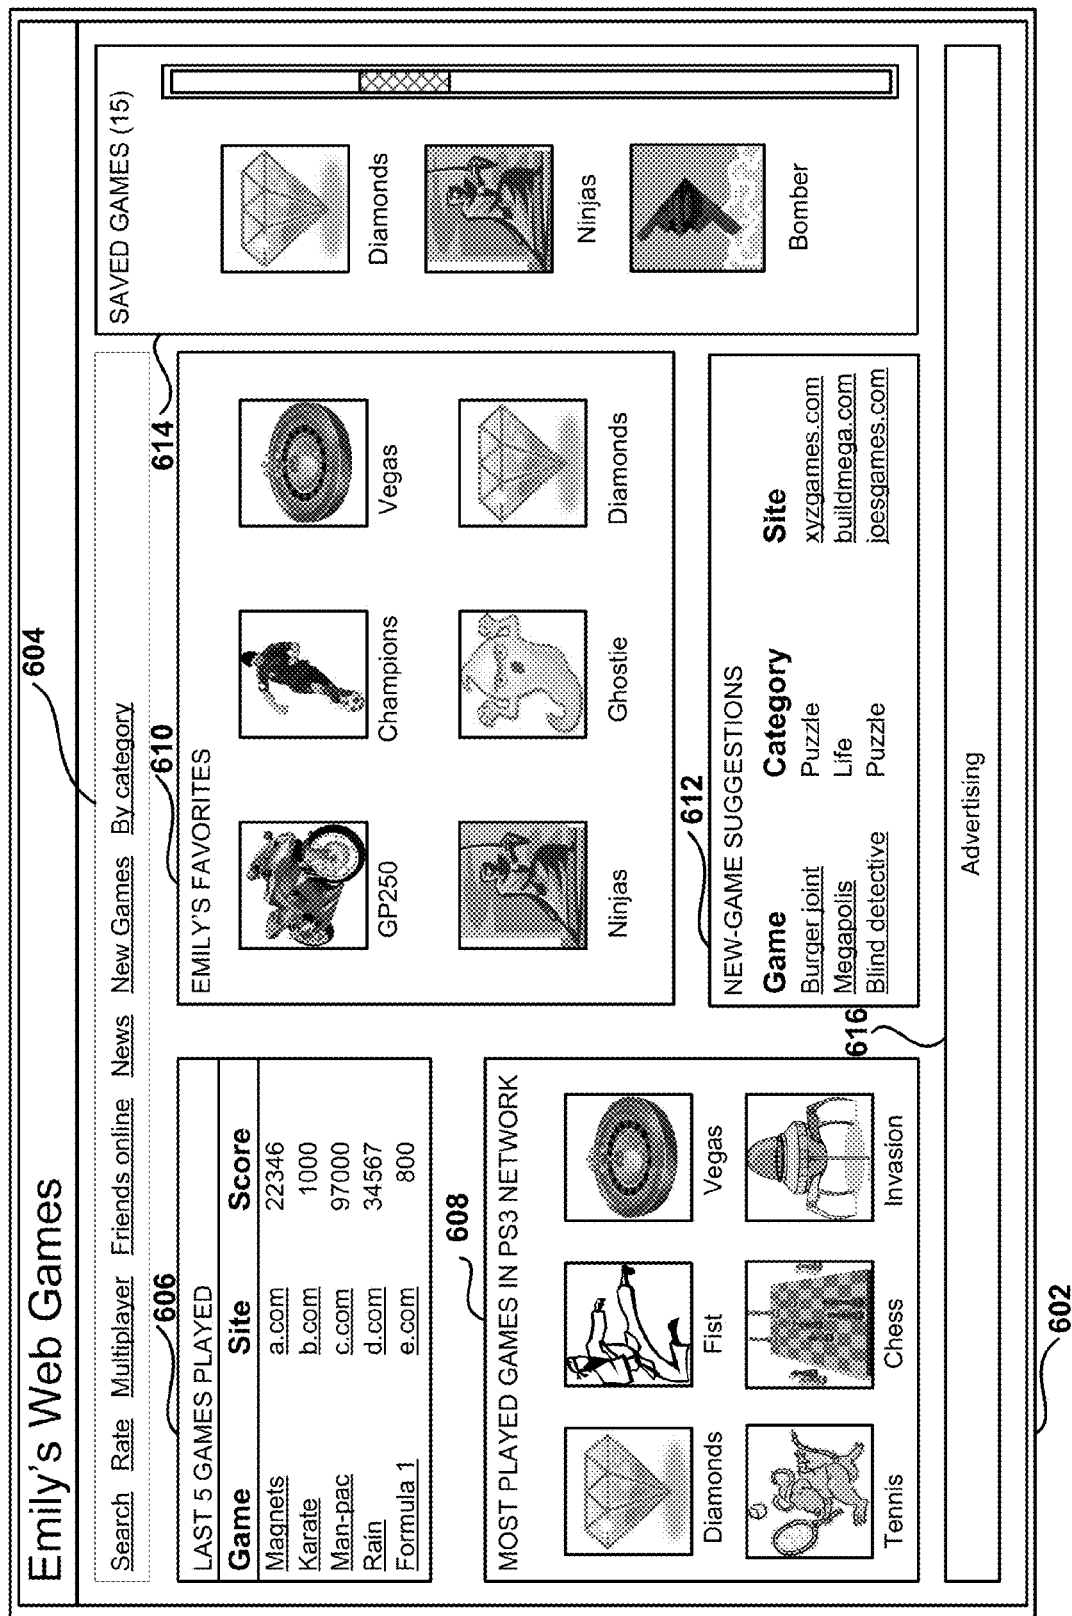 Emily's Web Games
604
Search Rate Multiplayer Friends online News New Games By category
606
LAST 5 GAMES PLAYED
Game Site Score
Magnets a.com 22346
Karate b.com 1000
Man-pac c.com 97000
Rain d.com 34567
Formula 1 e.com 800
608
MOST PLAYED GAMES IN PS3 NETWORK
Diamonds Fist Vegas
Tennis Chess Invasion
610
EMILY'S FAVORITES
GP250 Champions Vegas
Ninjas Ghostie Diamonds
612
NEW-GAME SUGGESTIONS
Game Category Site
Burger joint Puzzle xyzgames.com
Megapolis Life buildmega.com
Blind detective Puzzle joesgames.com
614
SAVED GAMES (15)
Diamonds
Ninjas
Bomber
616
Advertising
602